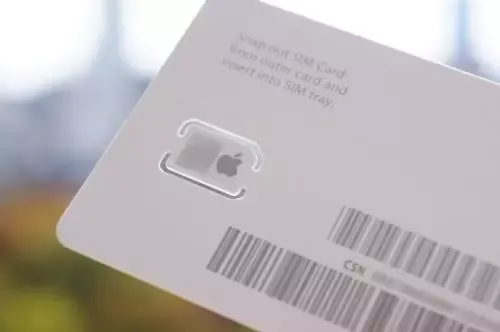 Snap out SIM Card
from outer card and
insert into SIM tray.
CSN